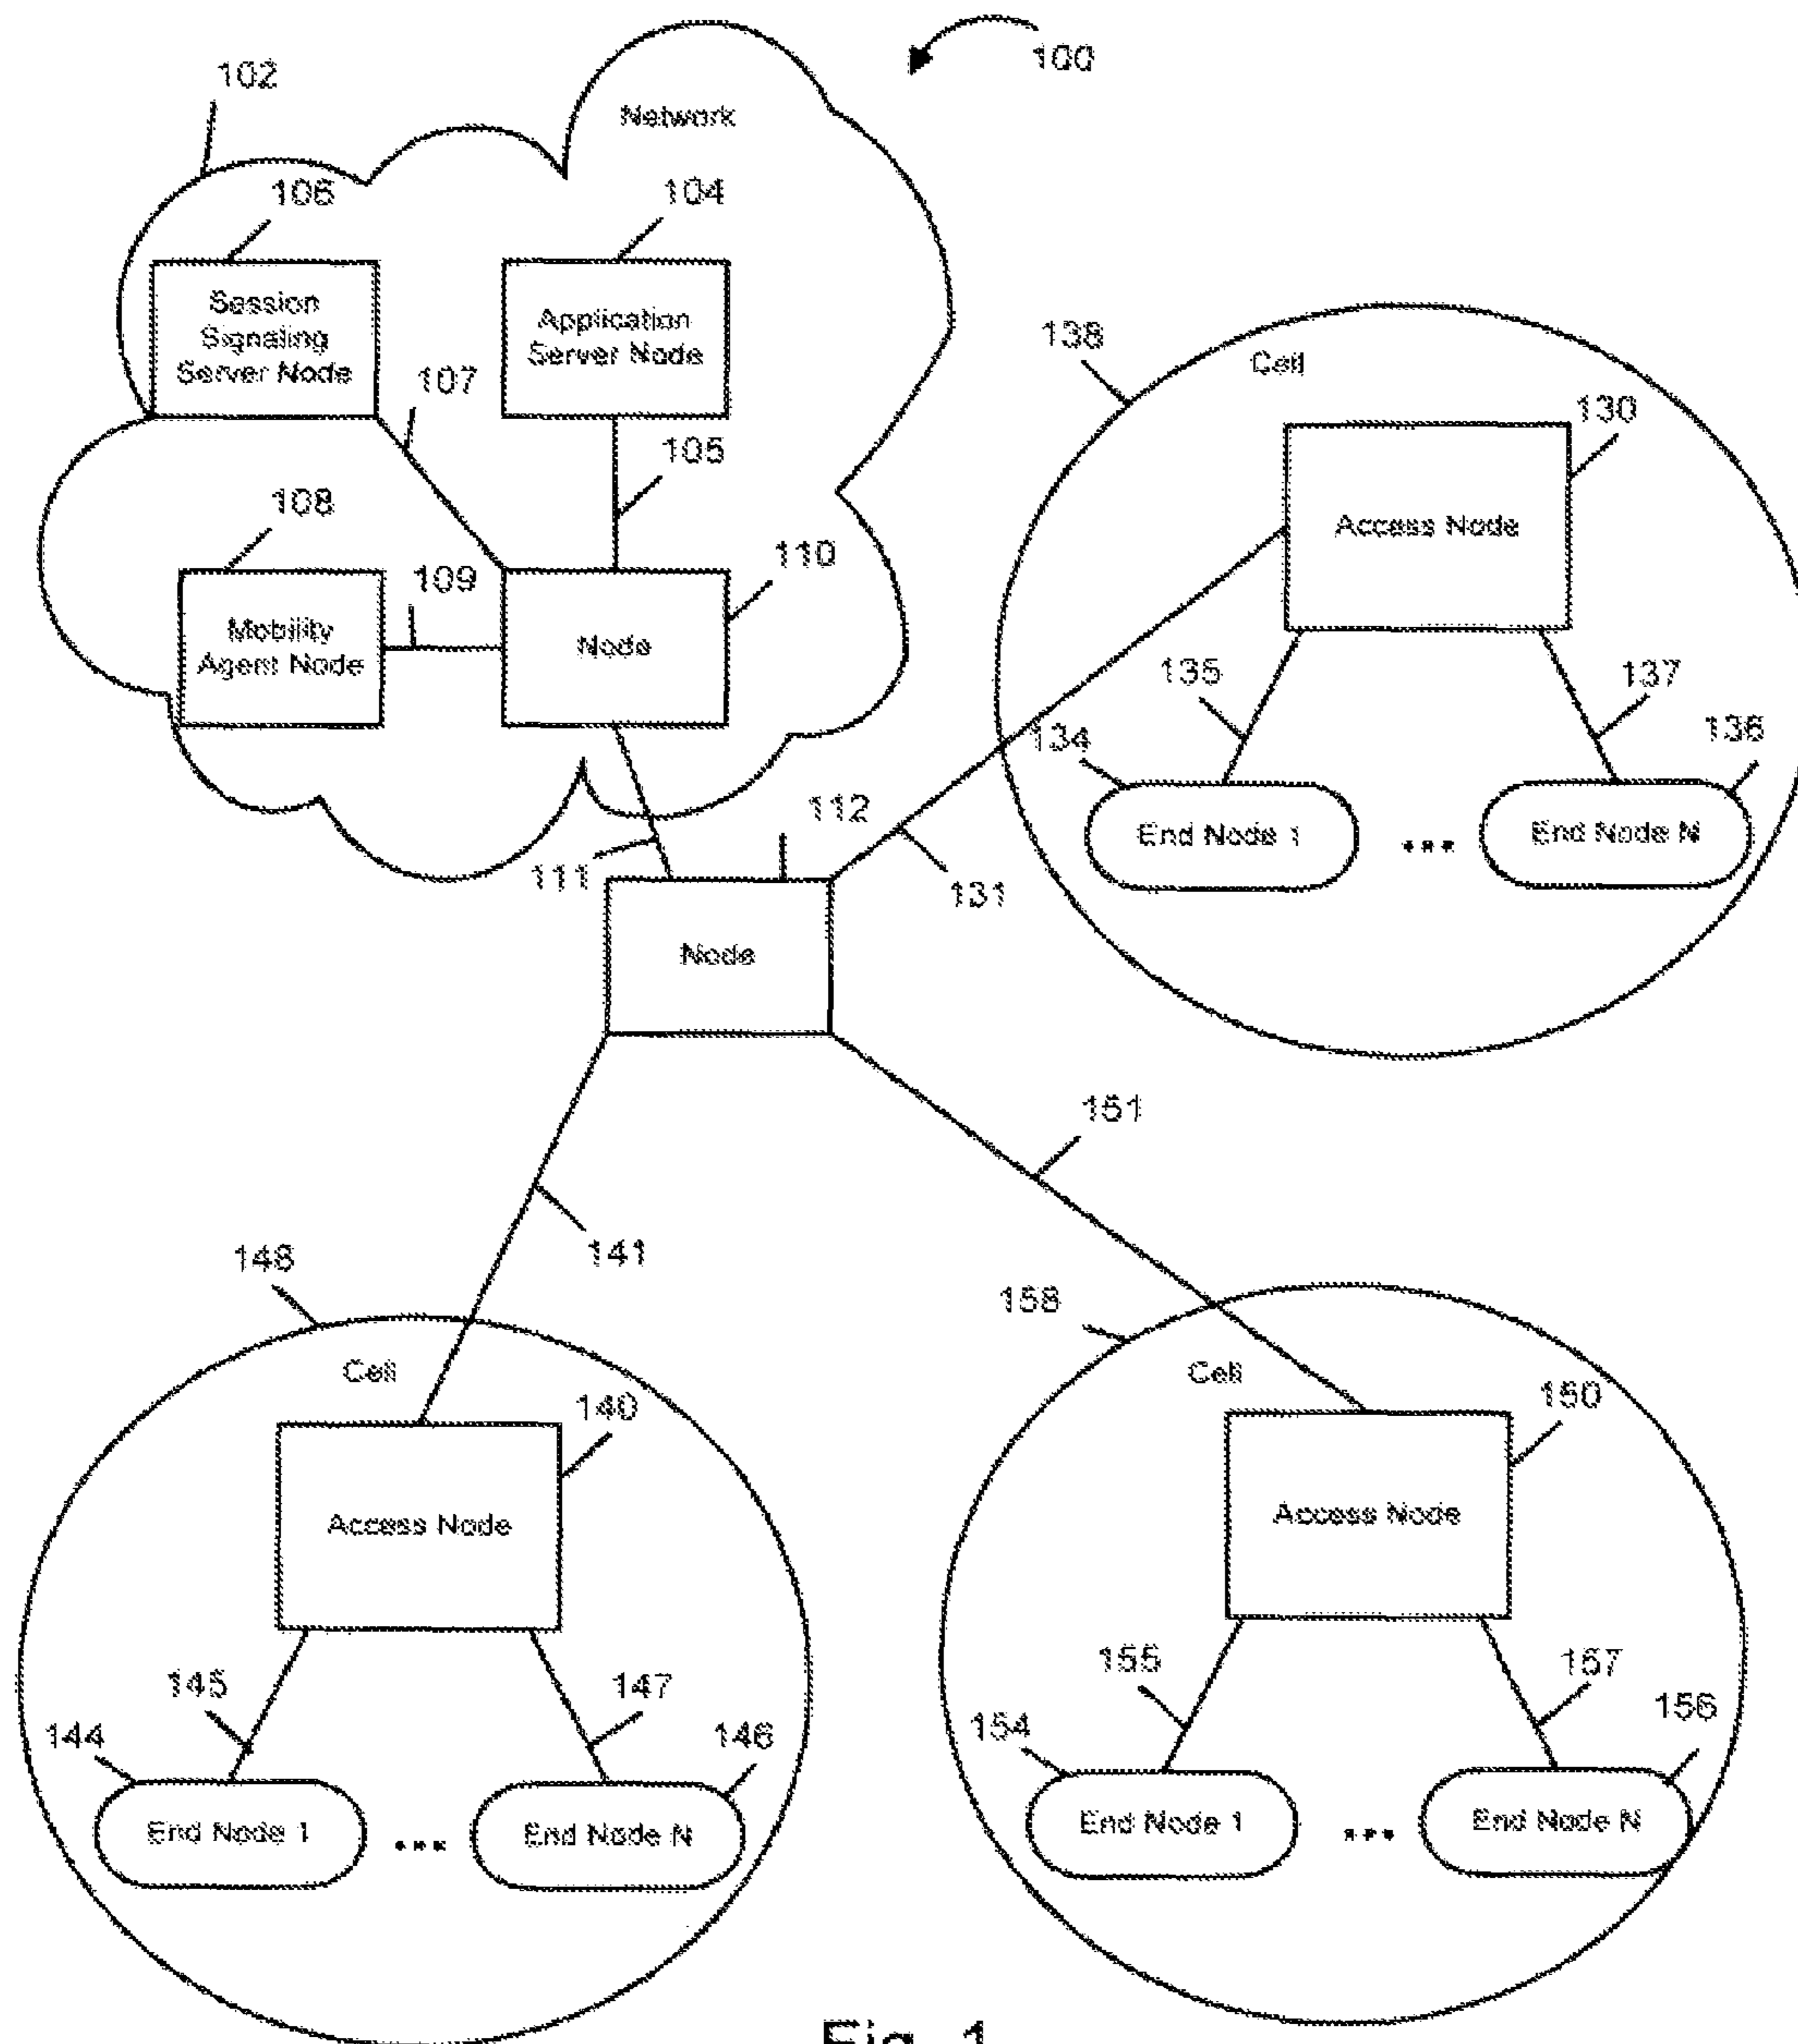 100
102
Network
106
104
Session
Signaling
Server Node
Application
Server Node
107
105
108
109
110
Mobility
Agent Node
Node
138
Cell
130
Access Node
135
137
134
136
End Node 1
...
End Node N
112
111
131
Node
151
141
148
158
Cell
Cell
140
150
Access Node
Access Node
145
147
155
157
144
146
154
156
End Node 1
...
End Node N
End Node 1
...
End Node N
Fig. 1